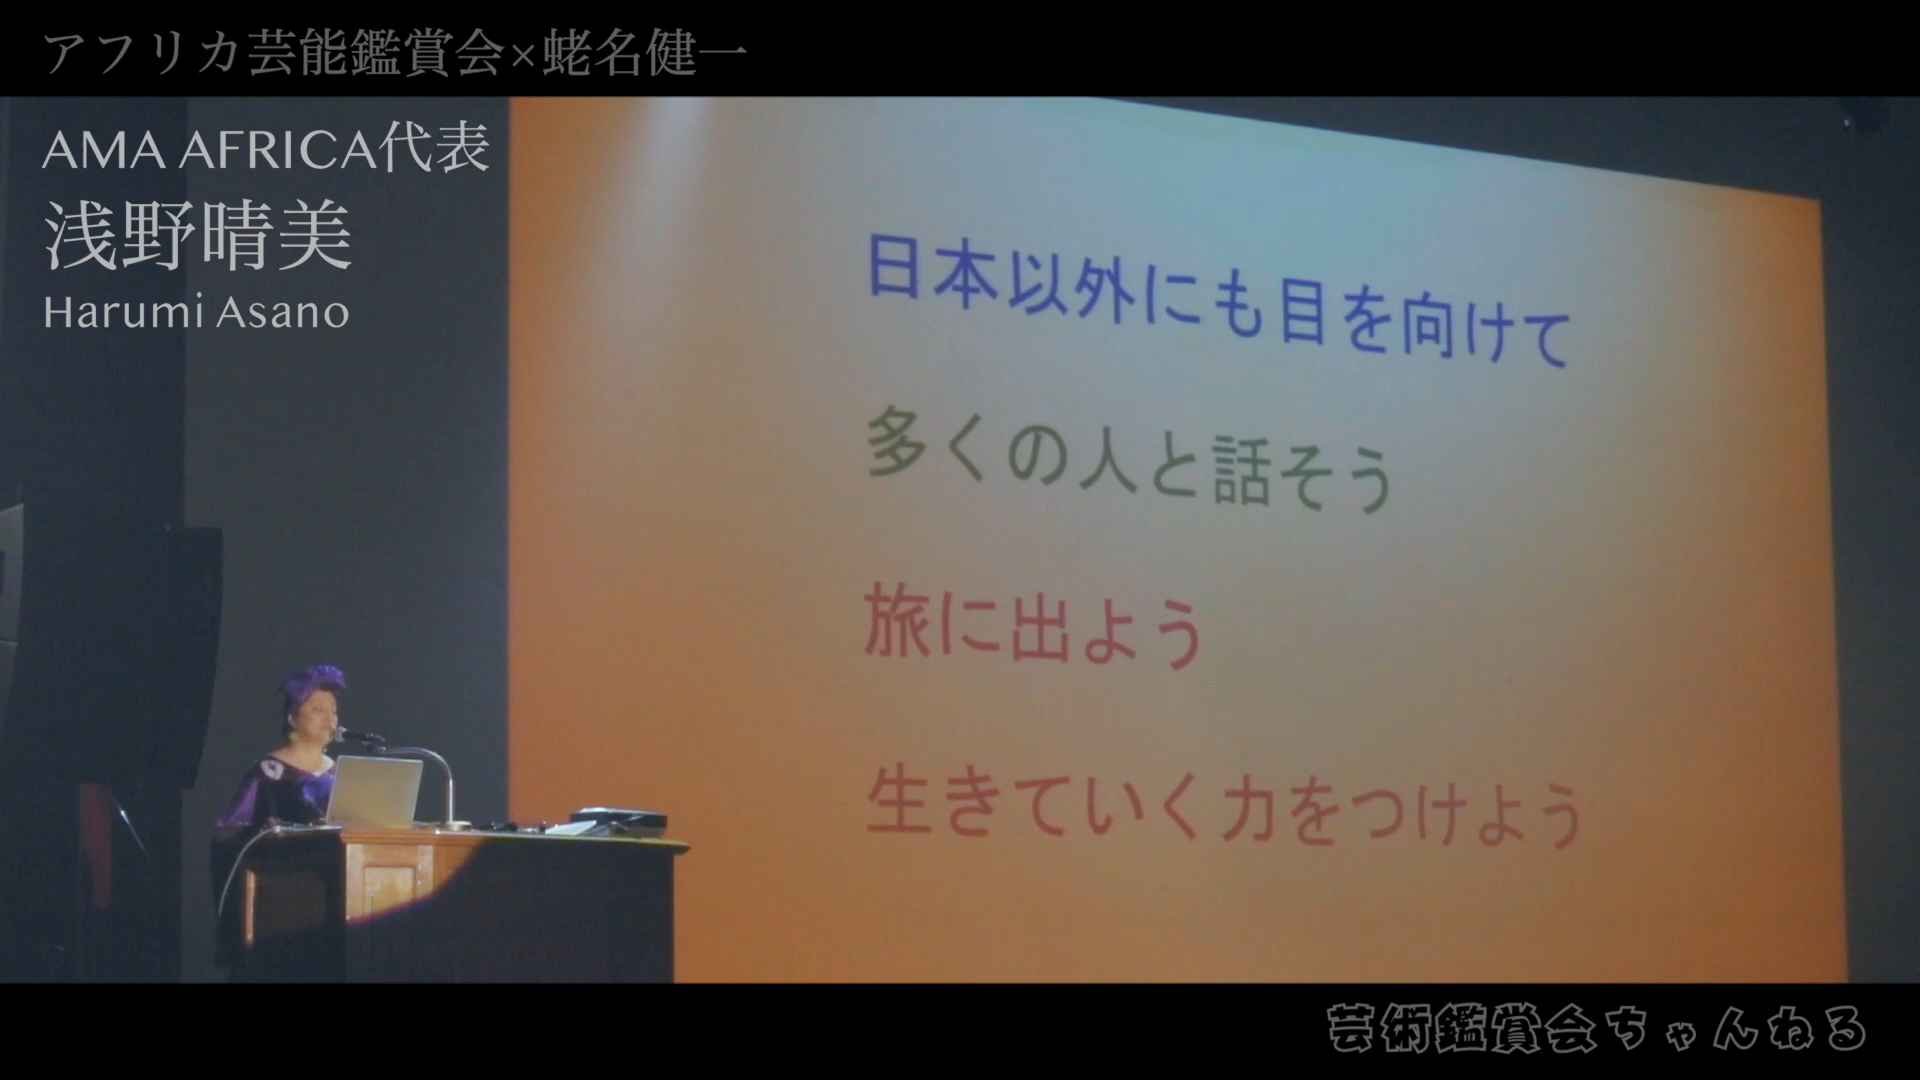 アフリカ芸能鑑賞会×蛯名健一
AMA AFRICA代表
浅野晴美
Harumi Asano
日本以外にも目を向けて
多くの人と話そう
旅に出よう
生きていく力をつけよう
芸術鑑賞会ちゃんねる